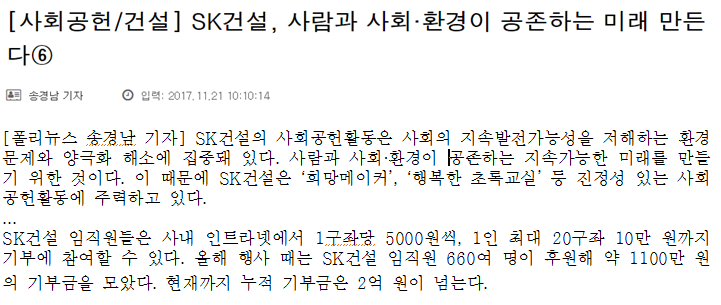 [사회공헌/건설] SK건설, 사람과 사회·환경이 공존하는 미래 만든
다⑥
송경남 기자 입력: 2017.11.21 10:10:14
[폴리뉴스 송경남 기자] SK건설의 사회공헌활동은 사회의 지속발전가능성을 저해하는 환경
문제와 양극화 해소에 집중돼 있다. 사람과 사회·환경이 공존하는 지속가능한 미래를 만들
기 위한 것이다. 이 때문에 SK건설은 ‘희망메이커’, ‘행복한 초록교실’ 등 진정성 있는 사회
공헌활동에 주력하고 있다.
...
SK건설 임직원들은 사내 인트라넷에서 1구좌당 5000원씩, 1인 최대 20구좌 10만 원까지
기부에 참여할 수 있다. 올해 행사 때는 SK건설 임직원 660여 명이 후원해 약 1100만 원
의 기부금을 모았다. 현재까지 누적 기부금은 2억 원이 넘는다.